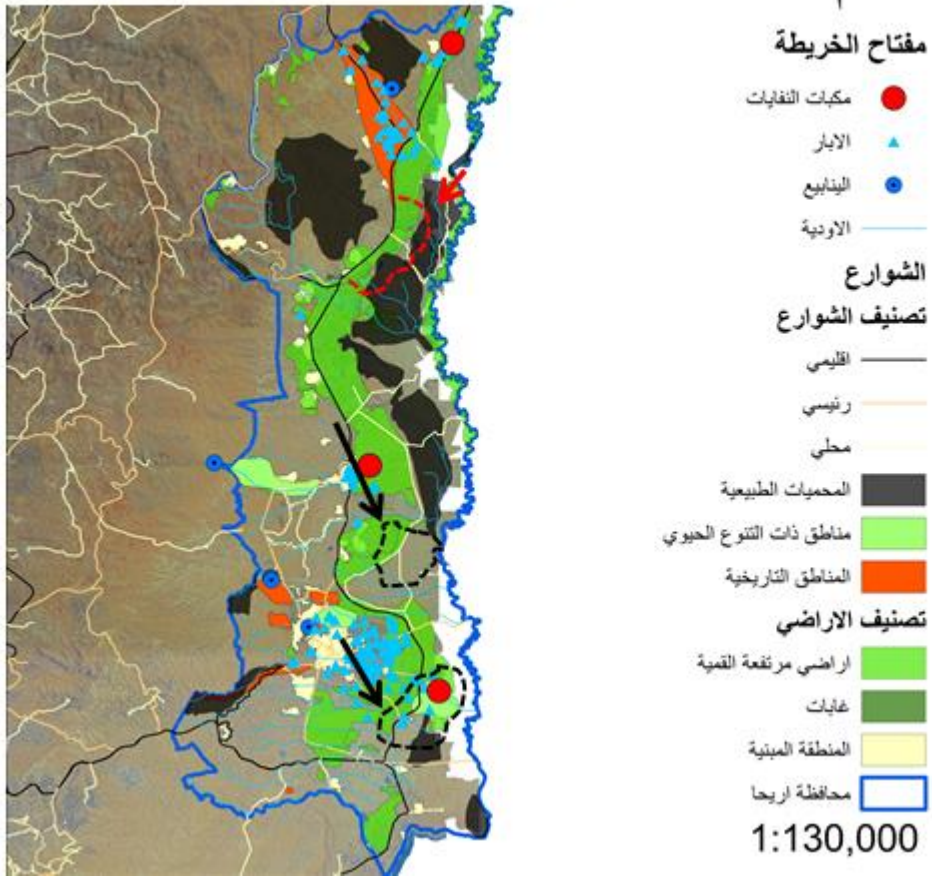 مفتاح الخريطة
مكبات النفايات
الابار
الينابيع
الاودية
الشوارع
تصنيف الشوارع
اقليمي
رئيسي
محلي
المحميات الطبيعية
مناطق ذات التنوع الحيوي
المناطق التاريخية
تصنيف الاراضي
اراضي مرتفعة القمية
غابات
المنطقة المبنية
محافظة اريحا
1:130,000